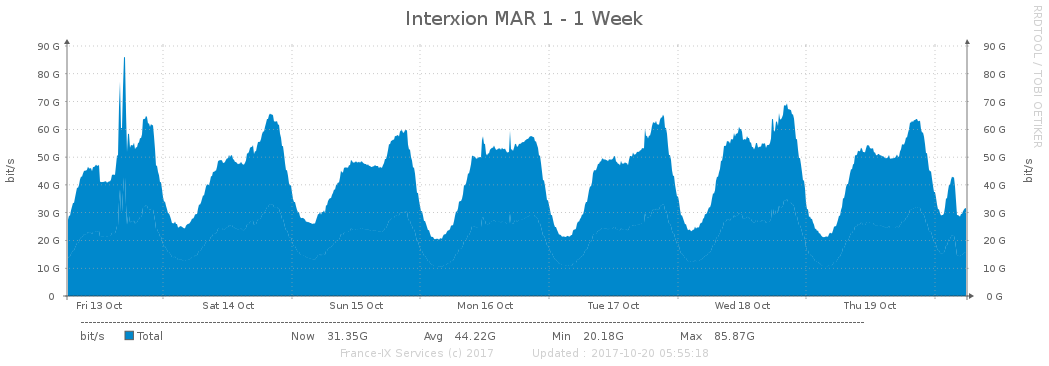 Interxion MAR 1 - 1 Week
RRDTOOL / TOBI OETIKER
bit/s
90 G
80 G
70 G
60 G
50 G
40 G
30 G
20 G
10 G
0
90 G
80 G
70 G
60 G
50 G
40 G
30 G
20 G
10 G
0 G
bit/s
Fri 13 Oct Sat 14 Oct Sun 15 Oct Mon 16 Oct Tue 17 Oct Wed 18 Oct Thu 19 Oct
bit/s Total Now 31.35G Avg 44.22G Min 20.18G Max 85.87G
France-IX Services (c) 2017 Updated : 2017-10-20 05:55:18